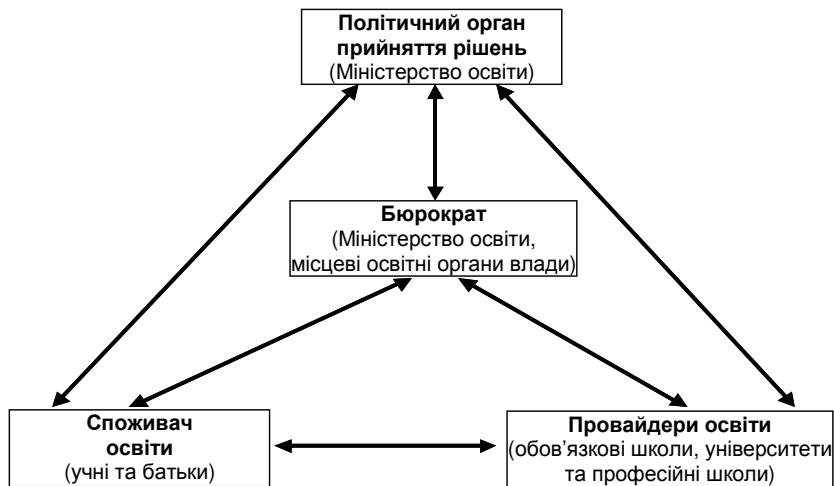 Політичний орган
прийняття рішень
(Міністерство освіти)
Бюрократ
(Міністерство освіти,
місцеві освітні органи влади)
Споживач
освіти
(учні та батьки)
Провайдери освіти
(обов’язкові школи, університети
та професійні школи)